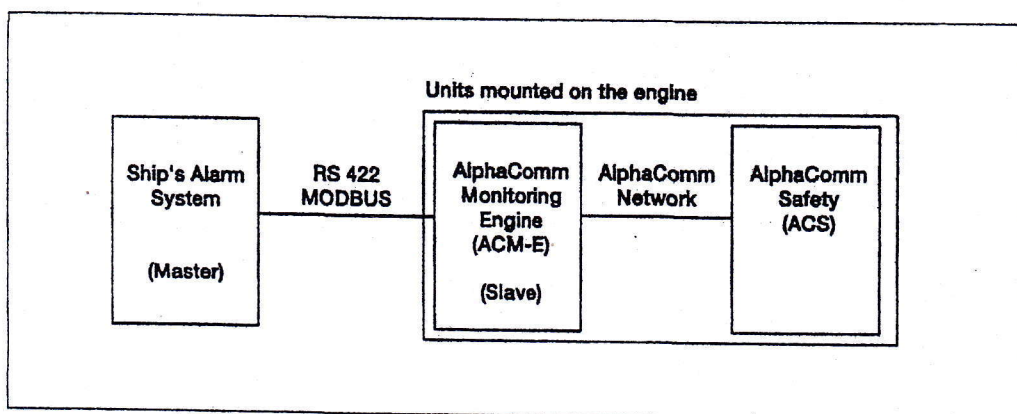 Units mounted on the engine
Ship's Alarm
System
(Master)
RS 422
MODBUS
AlphaComm
Monitoring
Engine
(ACM-E)
(Slave)
AlphaComm
Network
AlphaComm
Safety
(ACS)